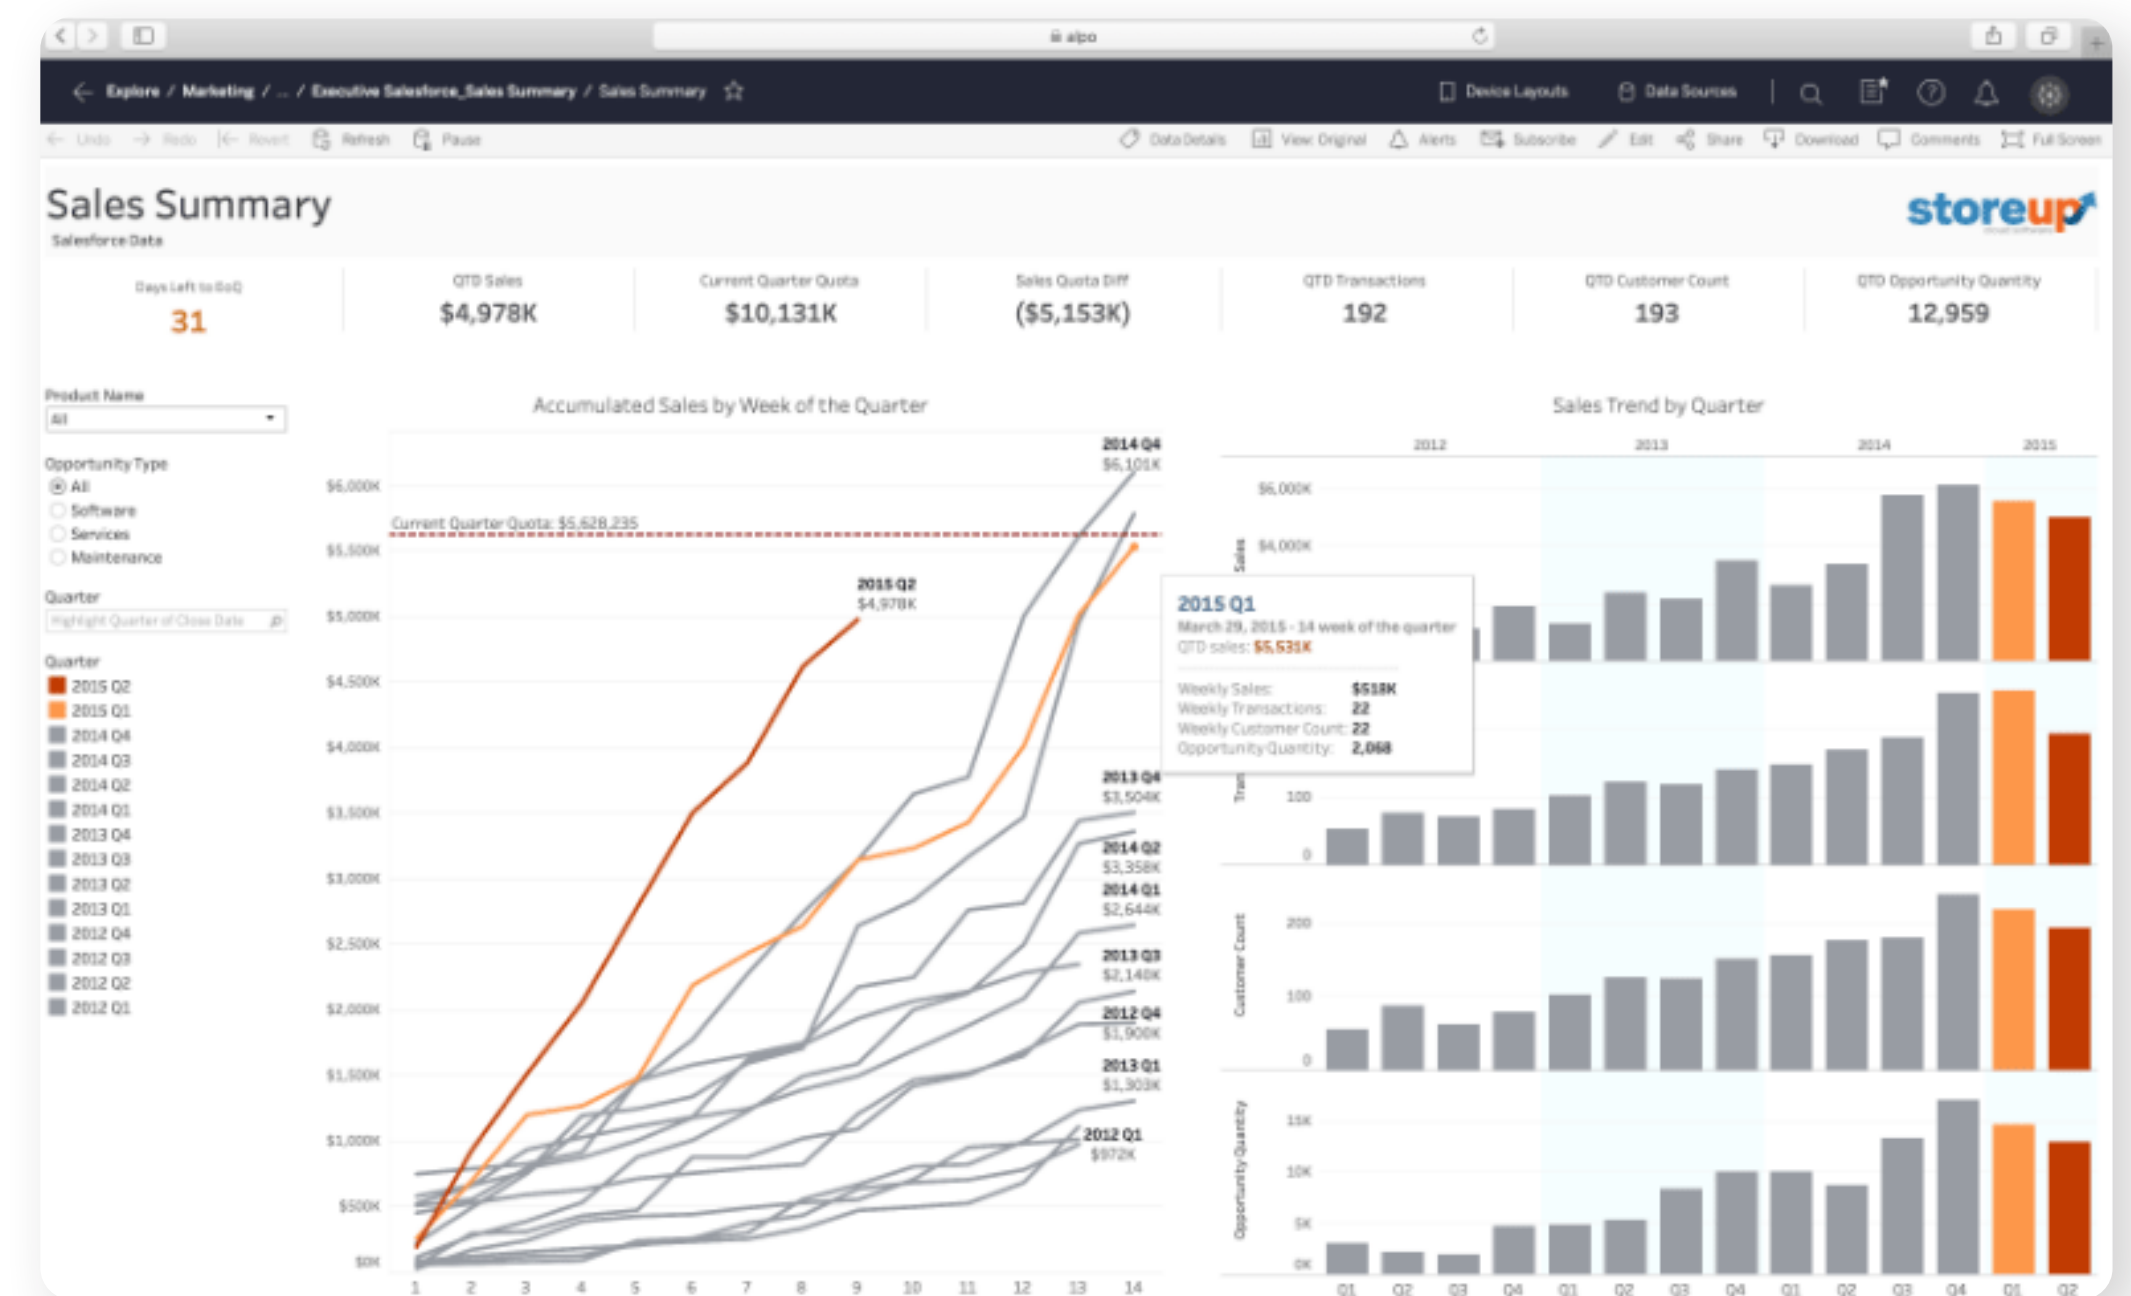 alpo
Explore / Marketing / ... / Executive Salesforce_Sales Summary / Sales Summary
Device Layouts
Data Sources
Undo
Redo
Revert
Refresh
Pause
Data Details
View: Original
Alerts
Subscribe
Edit
Share
Download
Comments
Full Screen
Sales Summary
Salesforce Data
storeup
Days Left to EoQ
31
QTD Sales
$4,978K
Current Quarter Quota
$10,131K
Sales Quota Diff
($5,153K)
QTD Transactions
192
QTD Customer Count
193
QTD Opportunity Quantity
12,959
Product Name
All
Opportunity Type
All
Software
Services
Maintenance
Quarter
Highlight Quarter of Close Date
Quarter
2015 Q2
2015 Q1
2014 Q4
2014 Q3
2014 Q2
2014 Q1
2013 Q4
2013 Q3
2013 Q2
2013 Q1
2012 Q4
2012 Q3
2012 Q2
2012 Q1
Accumulated Sales by Week of the Quarter
$6,000K
$5,500K
$5,000K
$4,500K
$4,000K
$3,500K
$3,000K
$2,500K
$2,000K
$1,500K
$1,000K
$500K
$0K
Current Quarter Quota: $5,628,235
2014 Q4
$6,101K
2015 Q2
$4,978K
2013 Q4
$3,504K
2014 Q2
$3,358K
2014 Q1
$2,644K
2013 Q3
$2,140K
2012 Q4
$1,900K
2013 Q1
$1,303K
2012 Q1
$972K
1 2 3 4 5 6 7 8 9 10 11 12 13 14
2015 Q1
March 29, 2015 - 14 week of the quarter
QTD sales: $5,531K
Weekly Sales: $518K
Weekly Transactions: 22
Weekly Customer Count: 22
Opportunity Quantity: 2,068
Sales Trend by Quarter
2012 2013 2014 2015
Sales
$6,000K
$4,000K
Tran
100
0
Customer Count
200
100
0
Opportunity Quantity
15K
10K
5K
0K
Q1 Q2 Q3 Q4 Q1 Q2 Q3 Q4 Q1 Q2 Q3 Q4 Q1 Q2